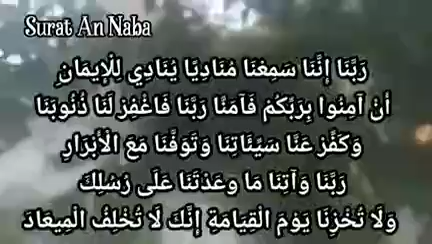 Surat An Naba
رَبَّنَا إِنَّنَا سَمِعْنَا مُنَادِيًا يُنَادِي لِلْإِيمَانِ
أَنْ آمِنُوا بِرَبِّكُمْ فَآمَنَّا رَبَّنَا فَاغْفِرْ لَنَا ذُنُوبَنَا
وَكَفِّرْ عَنَّا سَيِّئَاتِنَا وَتَوَفَّنَا مَعَ الْأَبْرَارِ
رَبَّنَا وَآتِنَا مَا وَعَدْتَنَا عَلَى رُسُلِكَ
وَلَا تُخْزِنَا يَوْمَ الْقِيَامَةِ إِنَّكَ لَا تُخْلِفُ الْمِيعَادَ